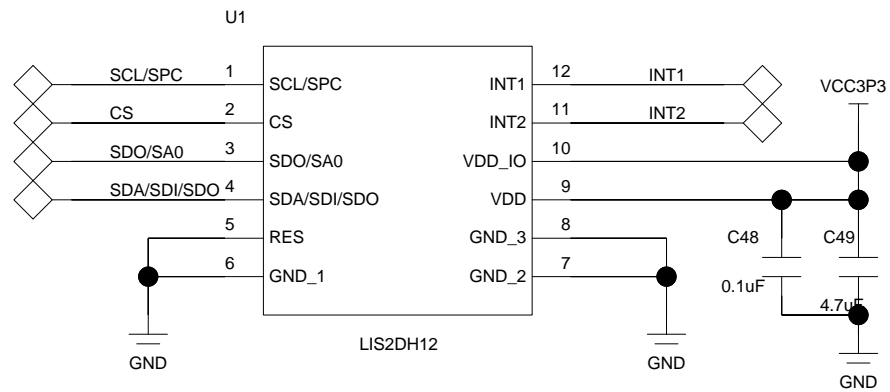 U1
SCL/SPC 1 SCL/SPC INT1 12 INT1
CS 2 CS INT2 11 INT2 VCC3P3
SDO/SA0 3 SDO/SA0 VDD_IO 10
SDA/SDI/SDO 4 SDA/SDI/SDO VDD 9
5 RES GND_3 8 C48 C49
6 GND_1 GND_2 7 0.1uF
4.7uF
LIS2DH12
GND GND GND